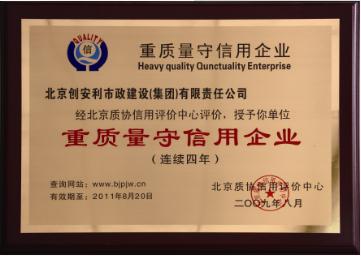 QUALITY
信
重质量守信用企业
Heavy quality Qunctuality Enterprise
北京创安利市政建设(集团)有限责任公司
经北京质协信用评价中心评价，授予你单位
重质量守信用企业
（连续四年）
查询网站：www.bjpjw.cn
有效期至：2011年8月20日
北京质协信用评价中心
二〇〇九年八月